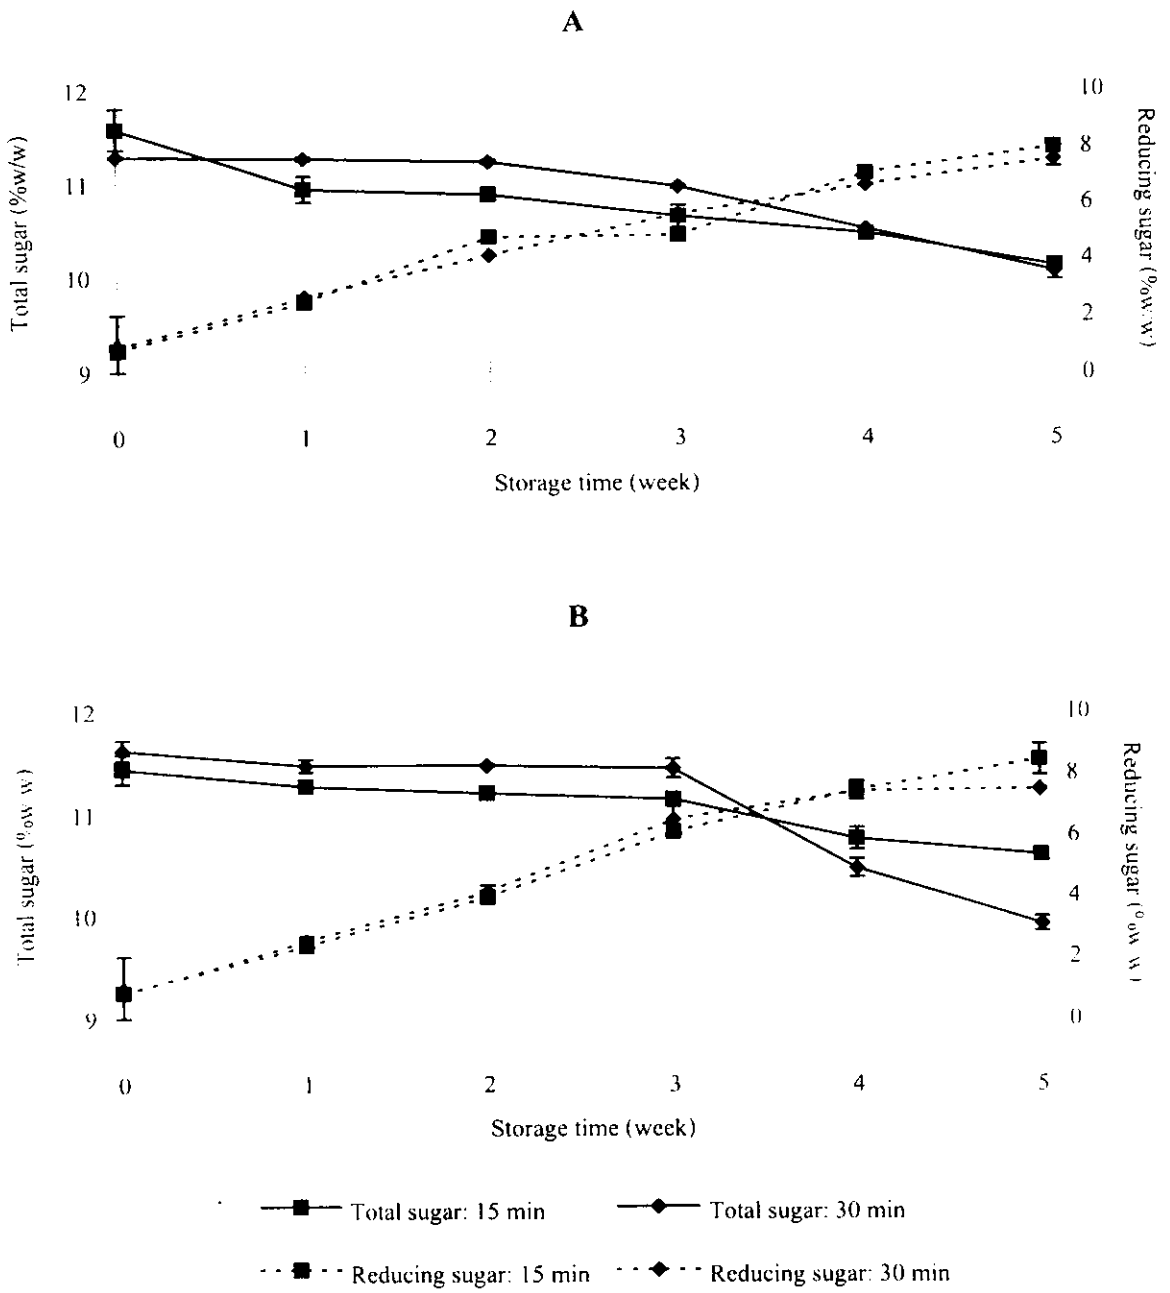 A
12
11
10
9
10
8
6
4
2
0
Total sugar (%w/w)
Reducing sugar (%w/w)
0 1 2 3 4 5
Storage time (week)
B
12
11
10
9
10
8
6
4
2
0
Total sugar (%w w)
Reducing sugar (%w w)
0 1 2 3 4 5
Storage time (week)
Total sugar: 15 min Total sugar: 30 min
Reducing sugar: 15 min Reducing sugar: 30 min